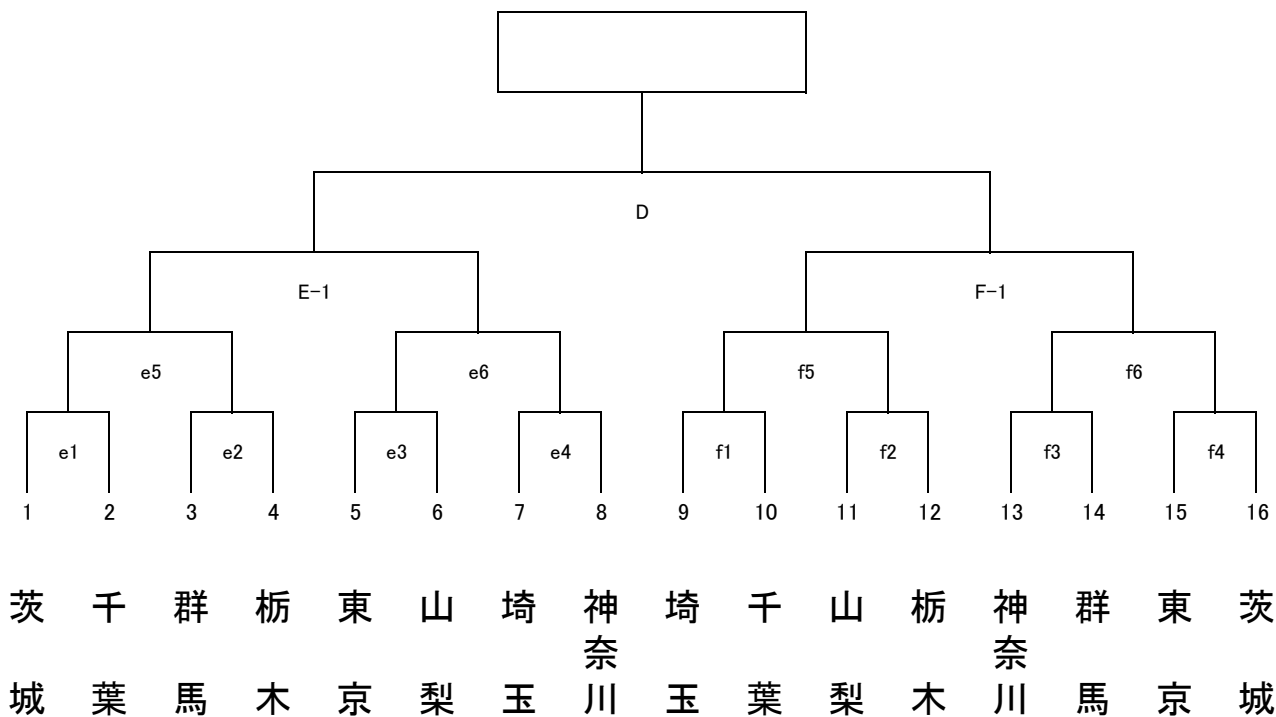 D
E-1 F-1
e5 e6 f5 f6
e1 e2 e3 e4 f1 f2 f3 f4
1 2 3 4 5 6 7 8 9 10 11 12 13 14 15 16
茨城
千葉
群馬
栃木
東京
山梨
埼玉
神奈川
埼玉
千葉
山梨
栃木
神奈川
群馬
東京
茨城